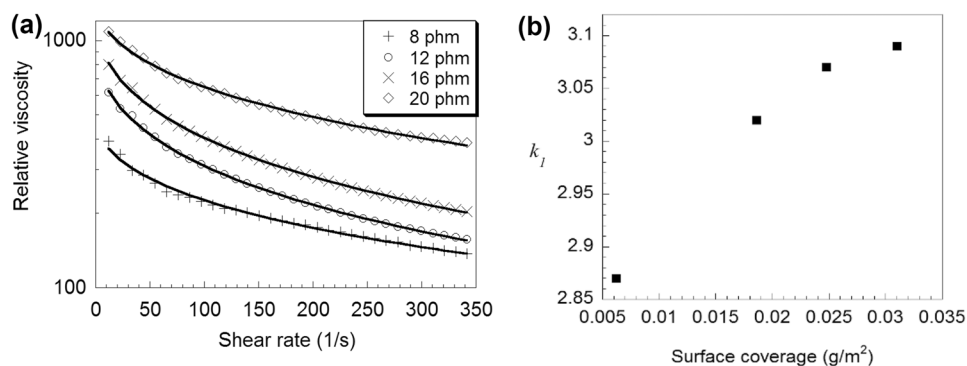 (a)
1000
100
Relative viscosity
+ 8 phm
○ 12 phm
× 16 phm
◇ 20 phm
0 50 100 150 200 250 300 350
Shear rate (1/s)
(b)
3.1
3.05
3
2.95
2.9
2.85
k1
0.005 0.01 0.015 0.02 0.025 0.03 0.035
Surface coverage (g/m²)